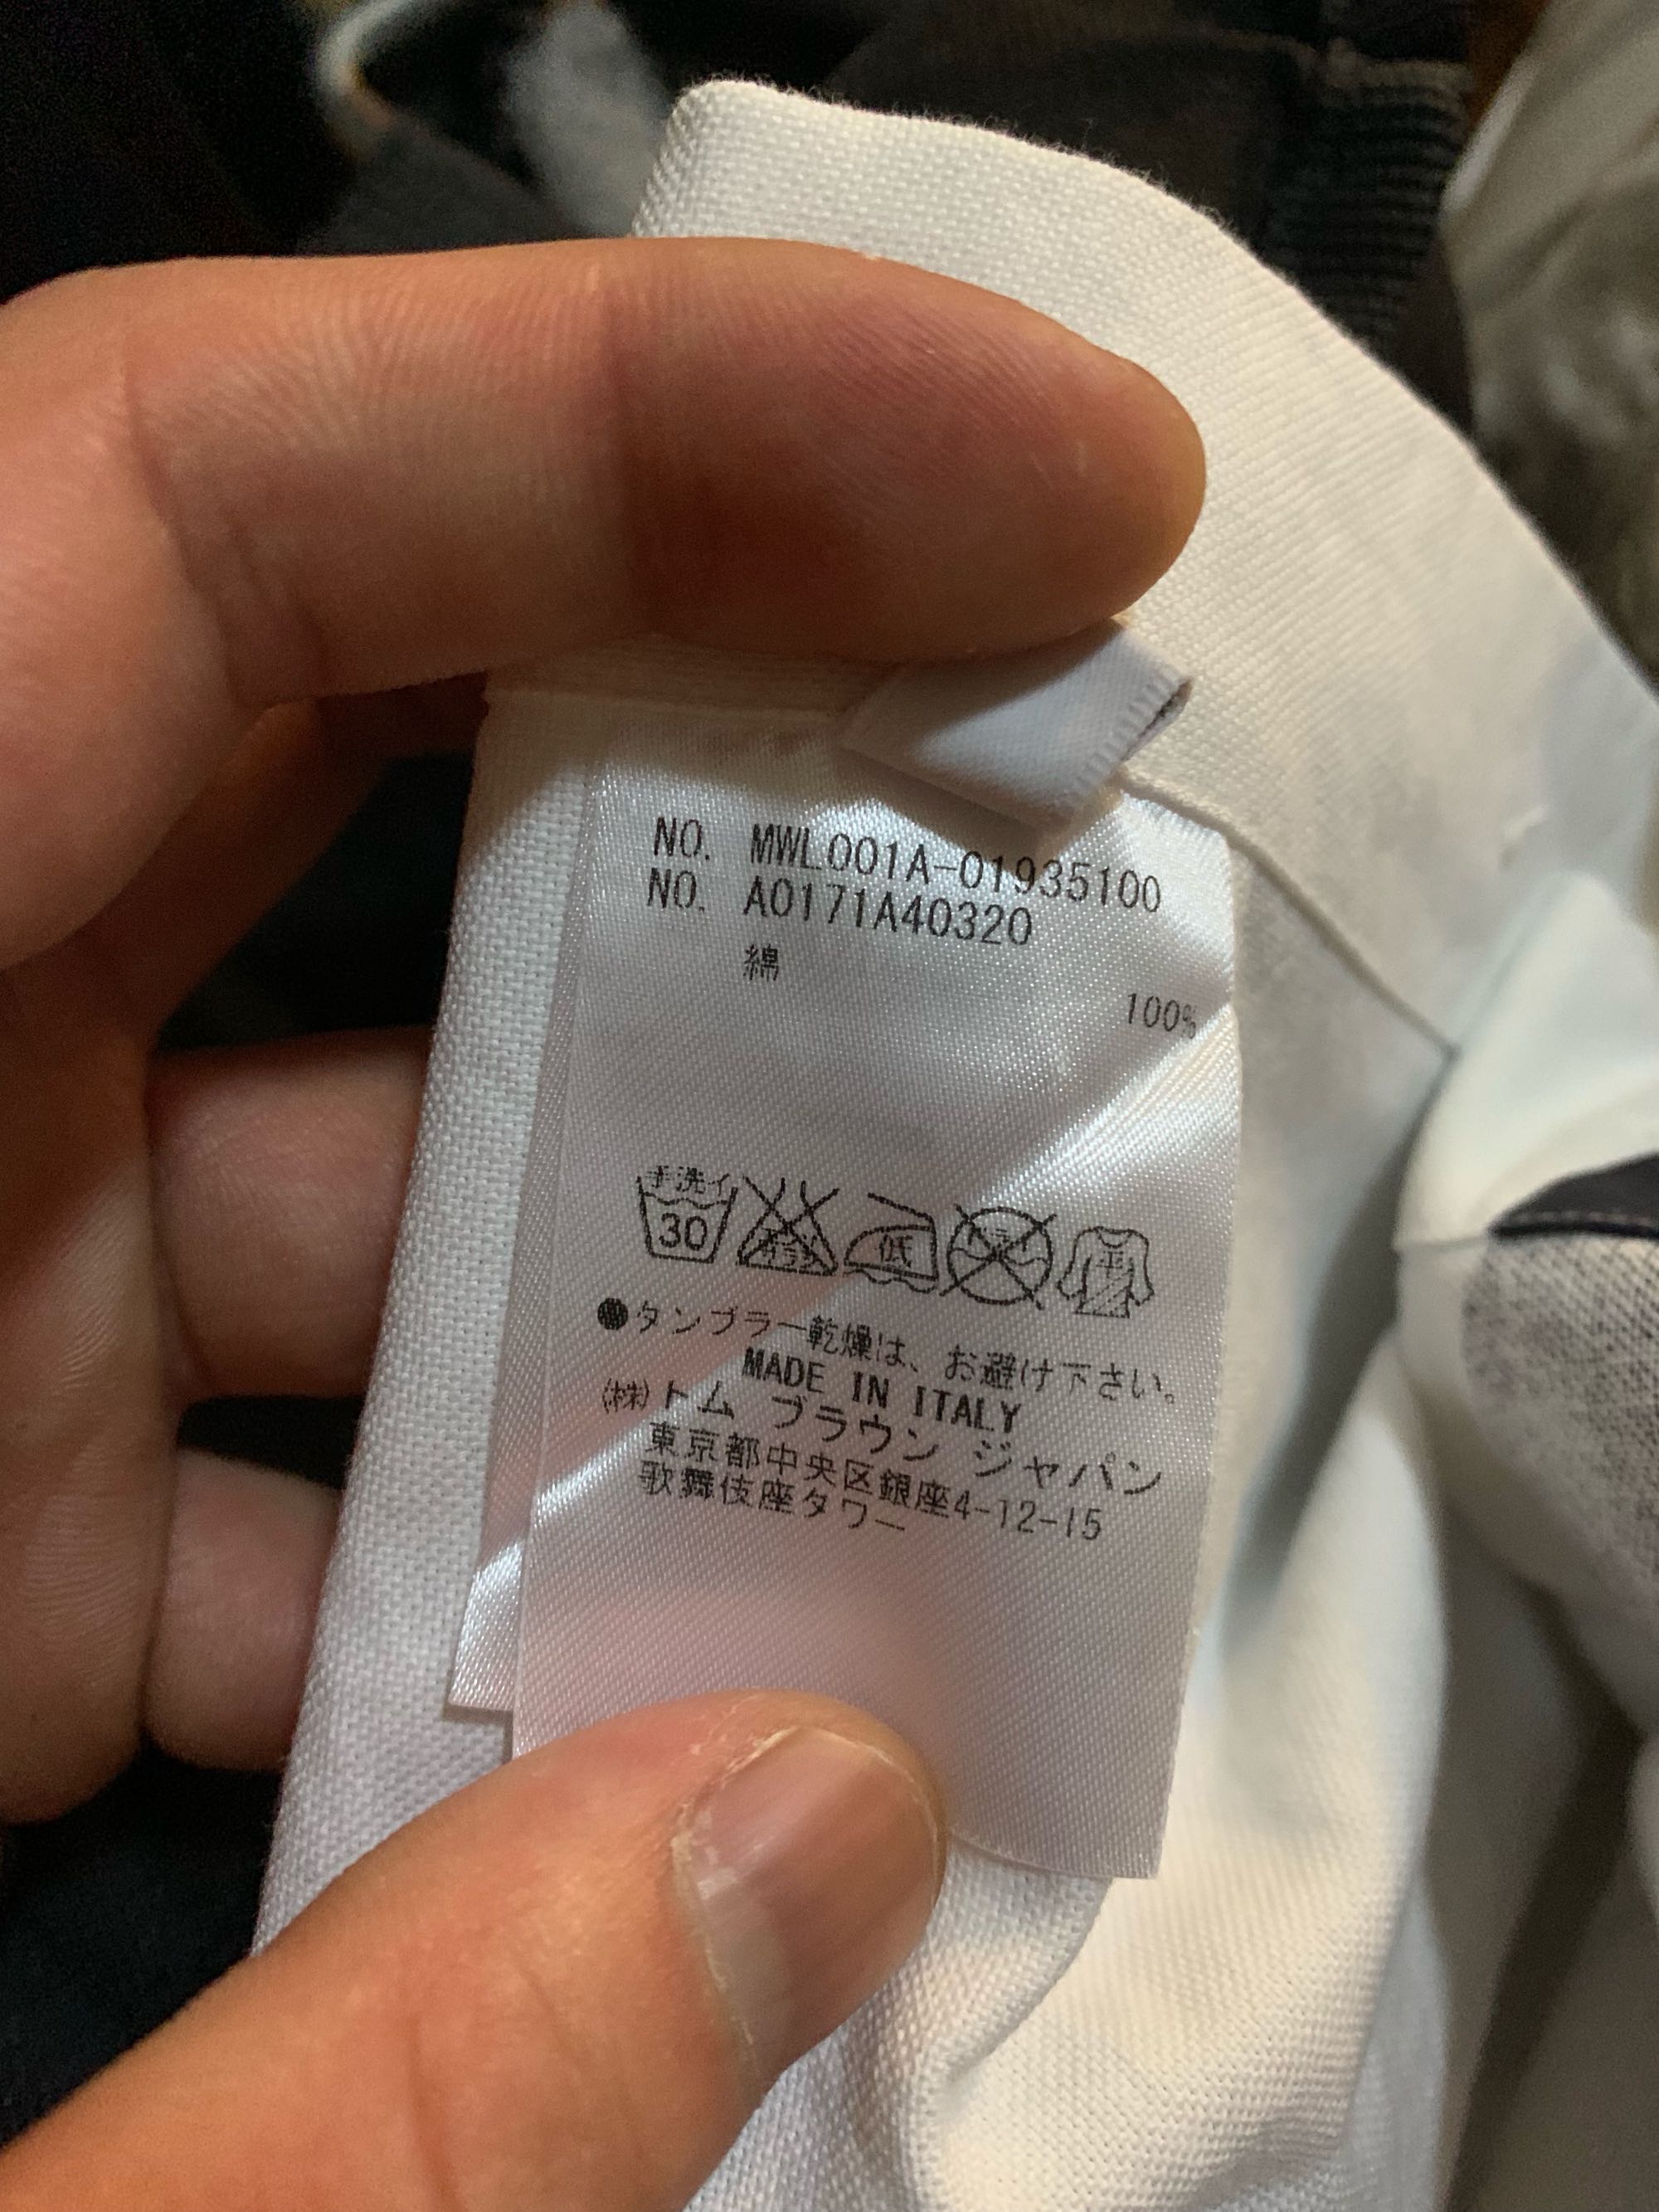 NO. MWL001A-01935100
NO. A0171A40320
綿
100%
手洗イ
30
低
平
●タンブラー乾燥は、お避け下さい。
MADE IN ITALY
㈱トム ブラウン ジャパン
東京都中央区銀座4-12-15
歌舞伎座タワー